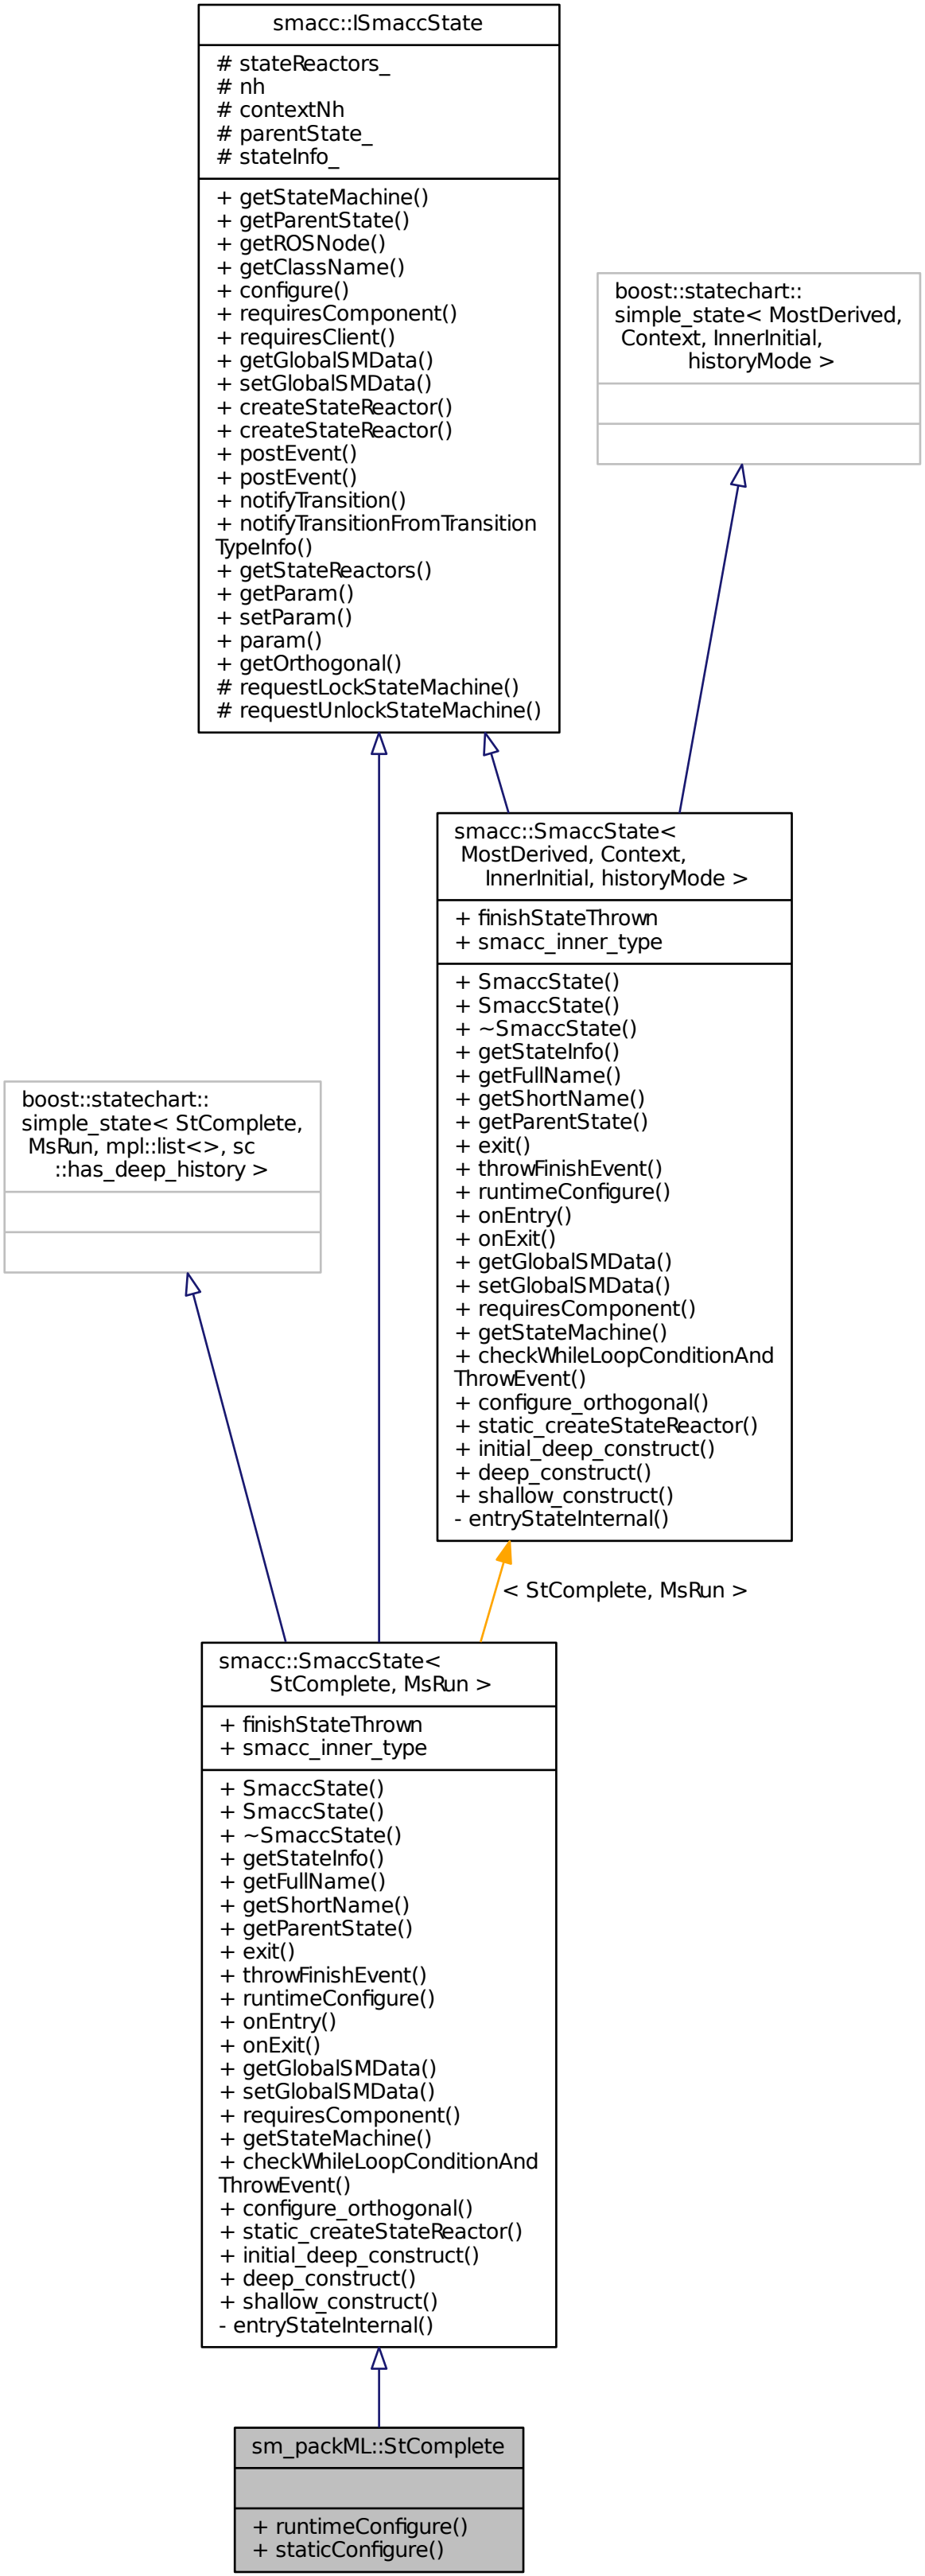 smacc::ISmaccState
# stateReactors_
# nh
# contextNh
# parentState_
# stateInfo_
+ getStateMachine()
+ getParentState()
+ getROSNode()
+ getClassName()
+ configure()
+ requiresComponent()
+ requiresClient()
+ getGlobalSMData()
+ setGlobalSMData()
+ createStateReactor()
+ createStateReactor()
+ postEvent()
+ postEvent()
+ notifyTransition()
+ notifyTransitionFromTransition
TypeInfo()
+ getStateReactors()
+ getParam()
+ setParam()
+ param()
+ getOrthogonal()
# requestLockStateMachine()
# requestUnlockStateMachine()
boost::statechart::
simple_state< MostDerived,
Context, InnerInitial,
historyMode >
smacc::SmaccState<
MostDerived, Context,
InnerInitial, historyMode >
+ finishStateThrown
+ smacc_inner_type
+ SmaccState()
+ SmaccState()
+ ~SmaccState()
+ getStateInfo()
+ getFullName()
+ getShortName()
+ getParentState()
+ exit()
+ throwFinishEvent()
+ runtimeConfigure()
+ onEntry()
+ onExit()
+ getGlobalSMData()
+ setGlobalSMData()
+ requiresComponent()
+ getStateMachine()
+ checkWhileLoopConditionAnd
ThrowEvent()
+ configure_orthogonal()
+ static_createStateReactor()
+ initial_deep_construct()
+ deep_construct()
+ shallow_construct()
- entryStateInternal()
boost::statechart::
simple_state< StComplete,
MsRun, mpl::list<>, sc
::has_deep_history >
< StComplete, MsRun >
smacc::SmaccState<
StComplete, MsRun >
+ finishStateThrown
+ smacc_inner_type
+ SmaccState()
+ SmaccState()
+ ~SmaccState()
+ getStateInfo()
+ getFullName()
+ getShortName()
+ getParentState()
+ exit()
+ throwFinishEvent()
+ runtimeConfigure()
+ onEntry()
+ onExit()
+ getGlobalSMData()
+ setGlobalSMData()
+ requiresComponent()
+ getStateMachine()
+ checkWhileLoopConditionAnd
ThrowEvent()
+ configure_orthogonal()
+ static_createStateReactor()
+ initial_deep_construct()
+ deep_construct()
+ shallow_construct()
- entryStateInternal()
sm_packML::StComplete
+ runtimeConfigure()
+ staticConfigure()